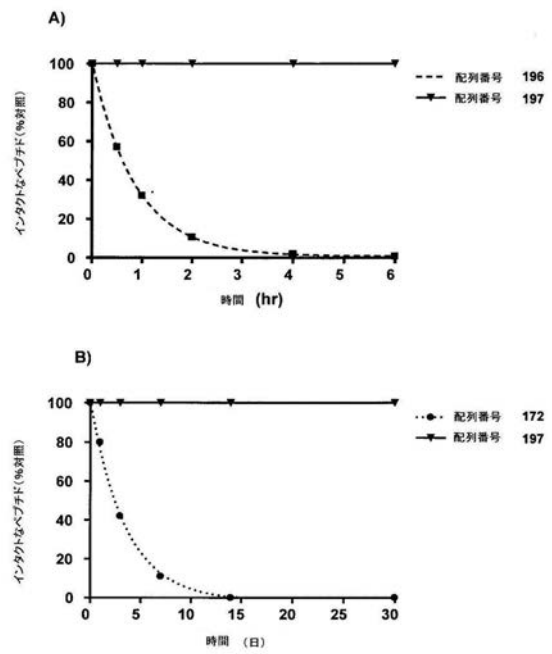 A)
インタクトなペプチド(%対照)
100
80
60
40
20
0
0 1 2 3 4 5 6
時間 (hr)
配列番号 196
配列番号 197
B)
インタクトなペプチド(%対照)
100
80
60
40
20
0
0 5 10 15 20 25 30
時間 (日)
配列番号 172
配列番号 197